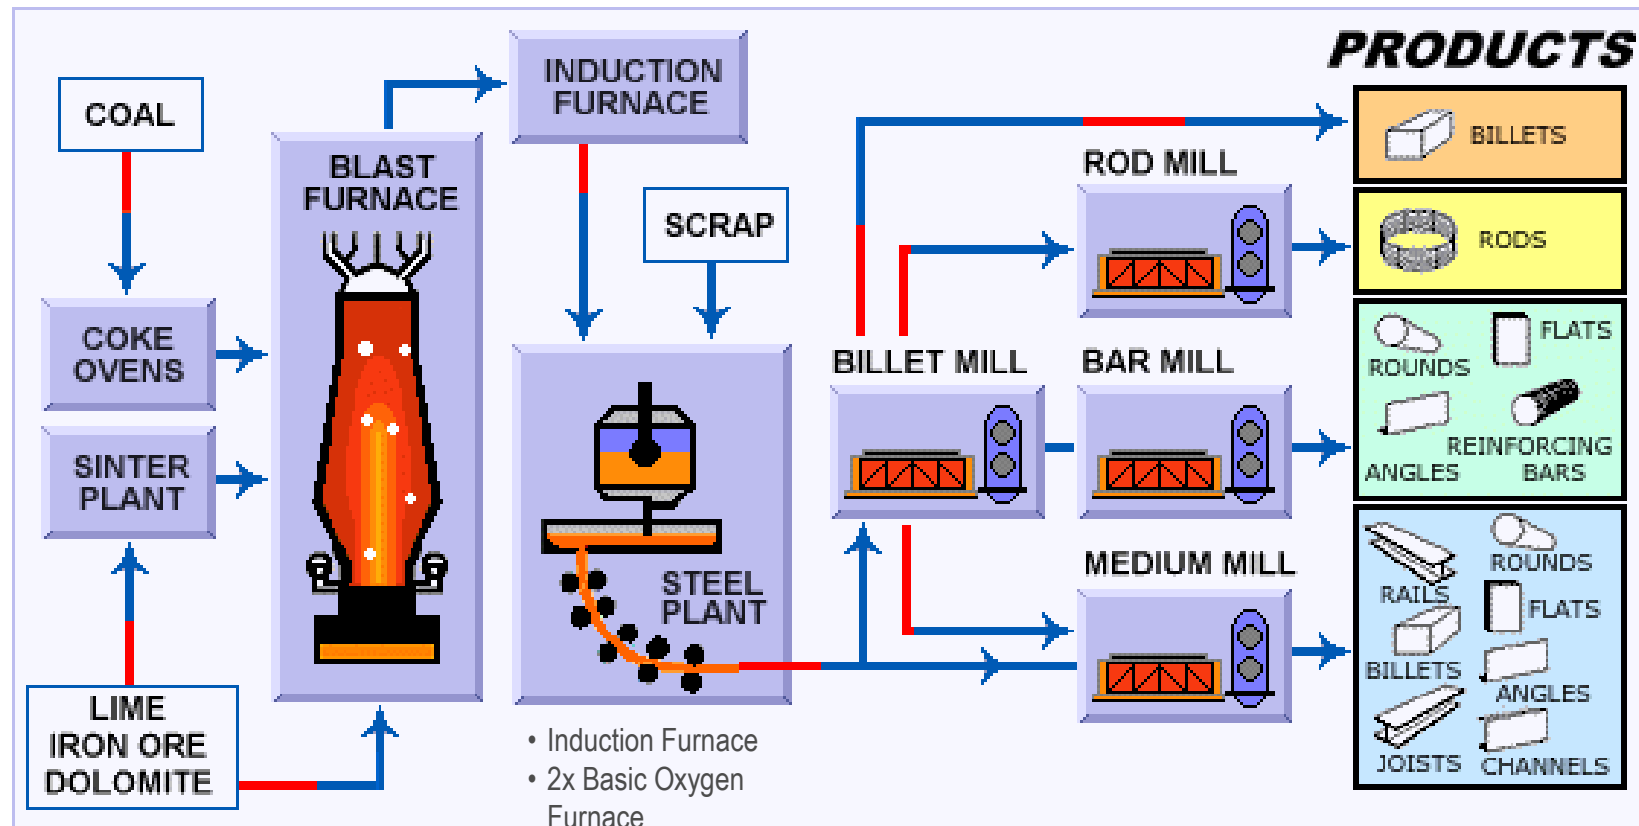 PRODUCTS
COAL
INDUCTION
FURNACE
BLAST
FURNACE
SCRAP
COKE
OVENS
SINTER
PLANT
LIME
IRON ORE
DOLOMITE
STEEL
PLANT
• Induction Furnace
• 2x Basic Oxygen
Furnace
BILLET MILL
ROD MILL
BAR MILL
MEDIUM MILL
BILLETS
RODS
ROUNDS
FLATS
ANGLES
REINFORCING
BARS
RAILS
ROUNDS
FLATS
BILLETS
ANGLES
JOISTS
CHANNELS